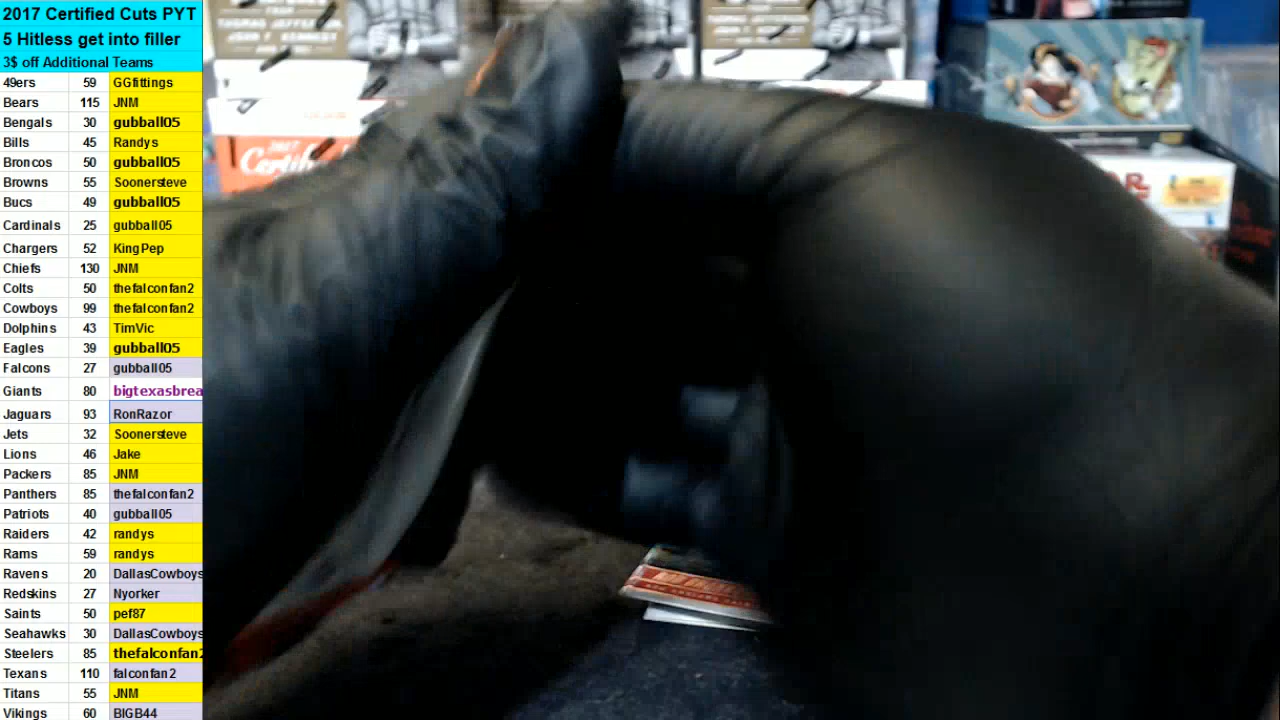 2017 Certified Cuts PYT
5 Hitless get into filler
3$ off Additional Teams
49ers 59 GGfittings
Bears 115 JNM
Bengals 30 gubball05
Bills 45 Randys
Broncos 50 gubball05
Browns 55 Soonersteve
Bucs 49 gubball05
Cardinals 25 gubball05
Chargers 52 KingPep
Chiefs 130 JNM
Colts 50 thefalconfan2
Cowboys 99 thefalconfan2
Dolphins 43 TimVic
Eagles 39 gubball05
Falcons 27 gubball05
Giants 80 bigtexasbrea
Jaguars 93 RonRazor
Jets 32 Soonersteve
Lions 46 Jake
Packers 85 JNM
Panthers 85 thefalconfan2
Patriots 40 gubball05
Raiders 42 randys
Rams 59 randys
Ravens 20 DallasCowboys
Redskins 27 Nyorker
Saints 50 pef87
Seahawks 30 DallasCowboys
Steelers 85 thefalconfan2
Texans 110 falconfan2
Titans 55 JNM
Vikings 60 BIGB44
2017